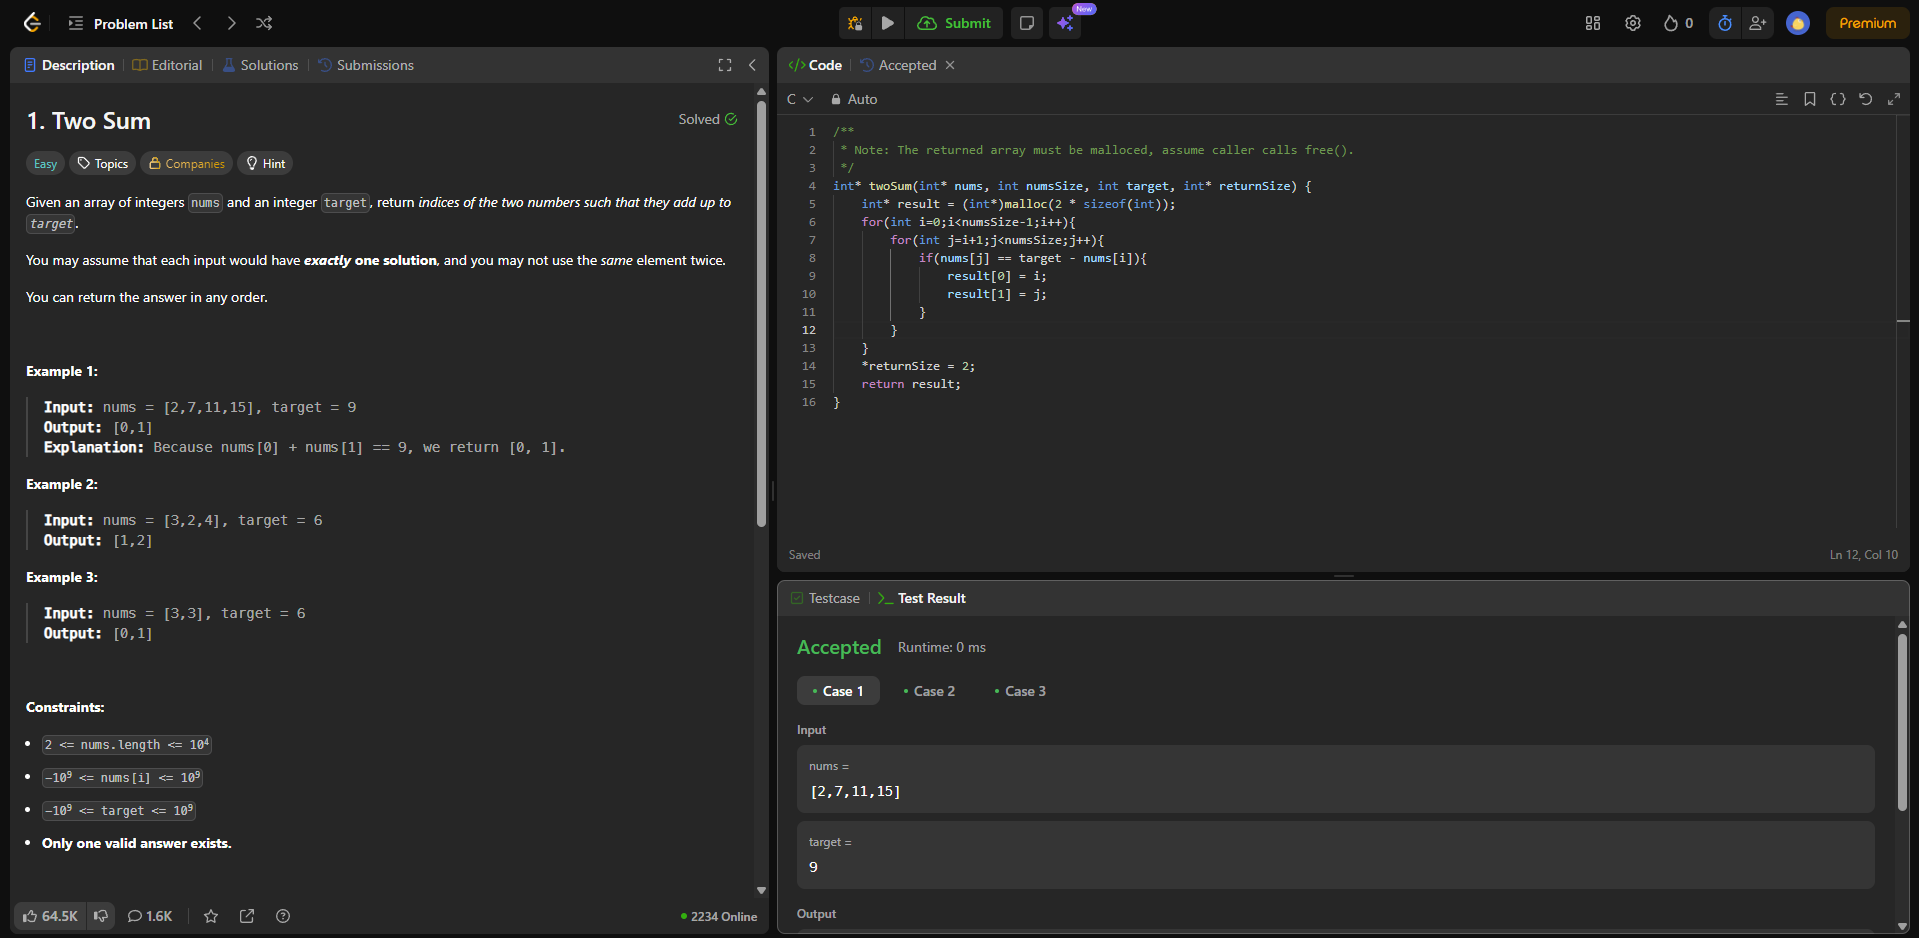 Problem List
Submit
New
0
Premium
Description
Editorial
Solutions
Submissions
1. Two Sum
Solved
Easy
Topics
Companies
Hint
Given an array of integers nums and an integer target, return indices of the two numbers such that they add up to
target.
You may assume that each input would have exactly one solution, and you may not use the same element twice.
You can return the answer in any order.
Example 1:
Input: nums = [2,7,11,15], target = 9
Output: [0,1]
Explanation: Because nums[0] + nums[1] == 9, we return [0, 1].
Example 2:
Input: nums = [3,2,4], target = 6
Output: [1,2]
Example 3:
Input: nums = [3,3], target = 6
Output: [0,1]
Constraints:
• 2 <= nums.length <= 10⁴
• -10⁹ <= nums[i] <= 10⁹
• -10⁹ <= target <= 10⁹
• Only one valid answer exists.
64.5K
1.6K
2234 Online
Code
Accepted
C
Auto
1 /**
2  * Note: The returned array must be malloced, assume caller calls free().
3  */
4 int* twoSum(int* nums, int numsSize, int target, int* returnSize) {
5     int* result = (int*)malloc(2 * sizeof(int));
6     for(int i=0;i<numsSize-1;i++){
7         for(int j=i+1;j<numsSize;j++){
8             if(nums[j] == target - nums[i]){
9                 result[0] = i;
10                 result[1] = j;
11             }
12         }
13     }
14     *returnSize = 2;
15     return result;
16 }
Saved
Ln 12, Col 10
Testcase
Test Result
Accepted
Runtime: 0 ms
• Case 1
• Case 2
• Case 3
Input
nums =
[2,7,11,15]
target =
9
Output